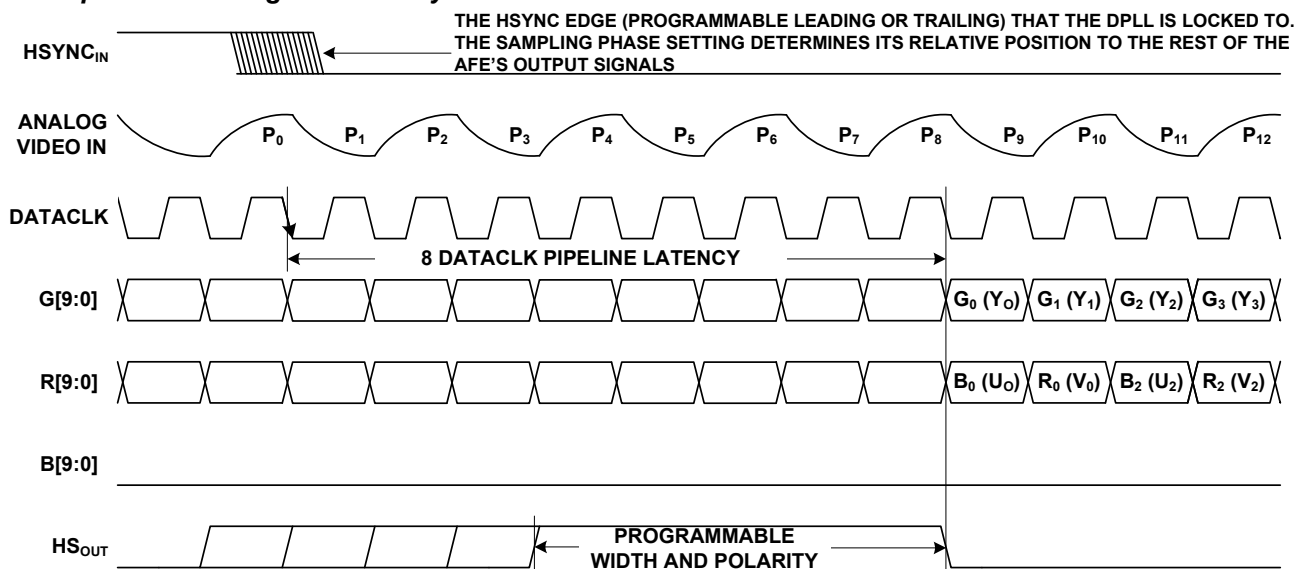 THE HSYNC EDGE (PROGRAMMABLE LEADING OR TRAILING) THAT THE DPLL IS LOCKED TO.
THE SAMPLING PHASE SETTING DETERMINES ITS RELATIVE POSITION TO THE REST OF THE
AFE'S OUTPUT SIGNALS
HSYNC_IN
ANALOG
VIDEO IN
P₀ P₁ P₂ P₃ P₄ P₅ P₆ P₇ P₈ P₉ P₁₀ P₁₁ P₁₂
DATACLK
8 DATACLK PIPELINE LATENCY
G[9:0]
G₀ (Y₀) G₁ (Y₁) G₂ (Y₂) G₃ (Y₃)
R[9:0]
B₀ (U₀) R₀ (V₀) B₂ (U₂) R₂ (V₂)
B[9:0]
HS_OUT
PROGRAMMABLE
WIDTH AND POLARITY